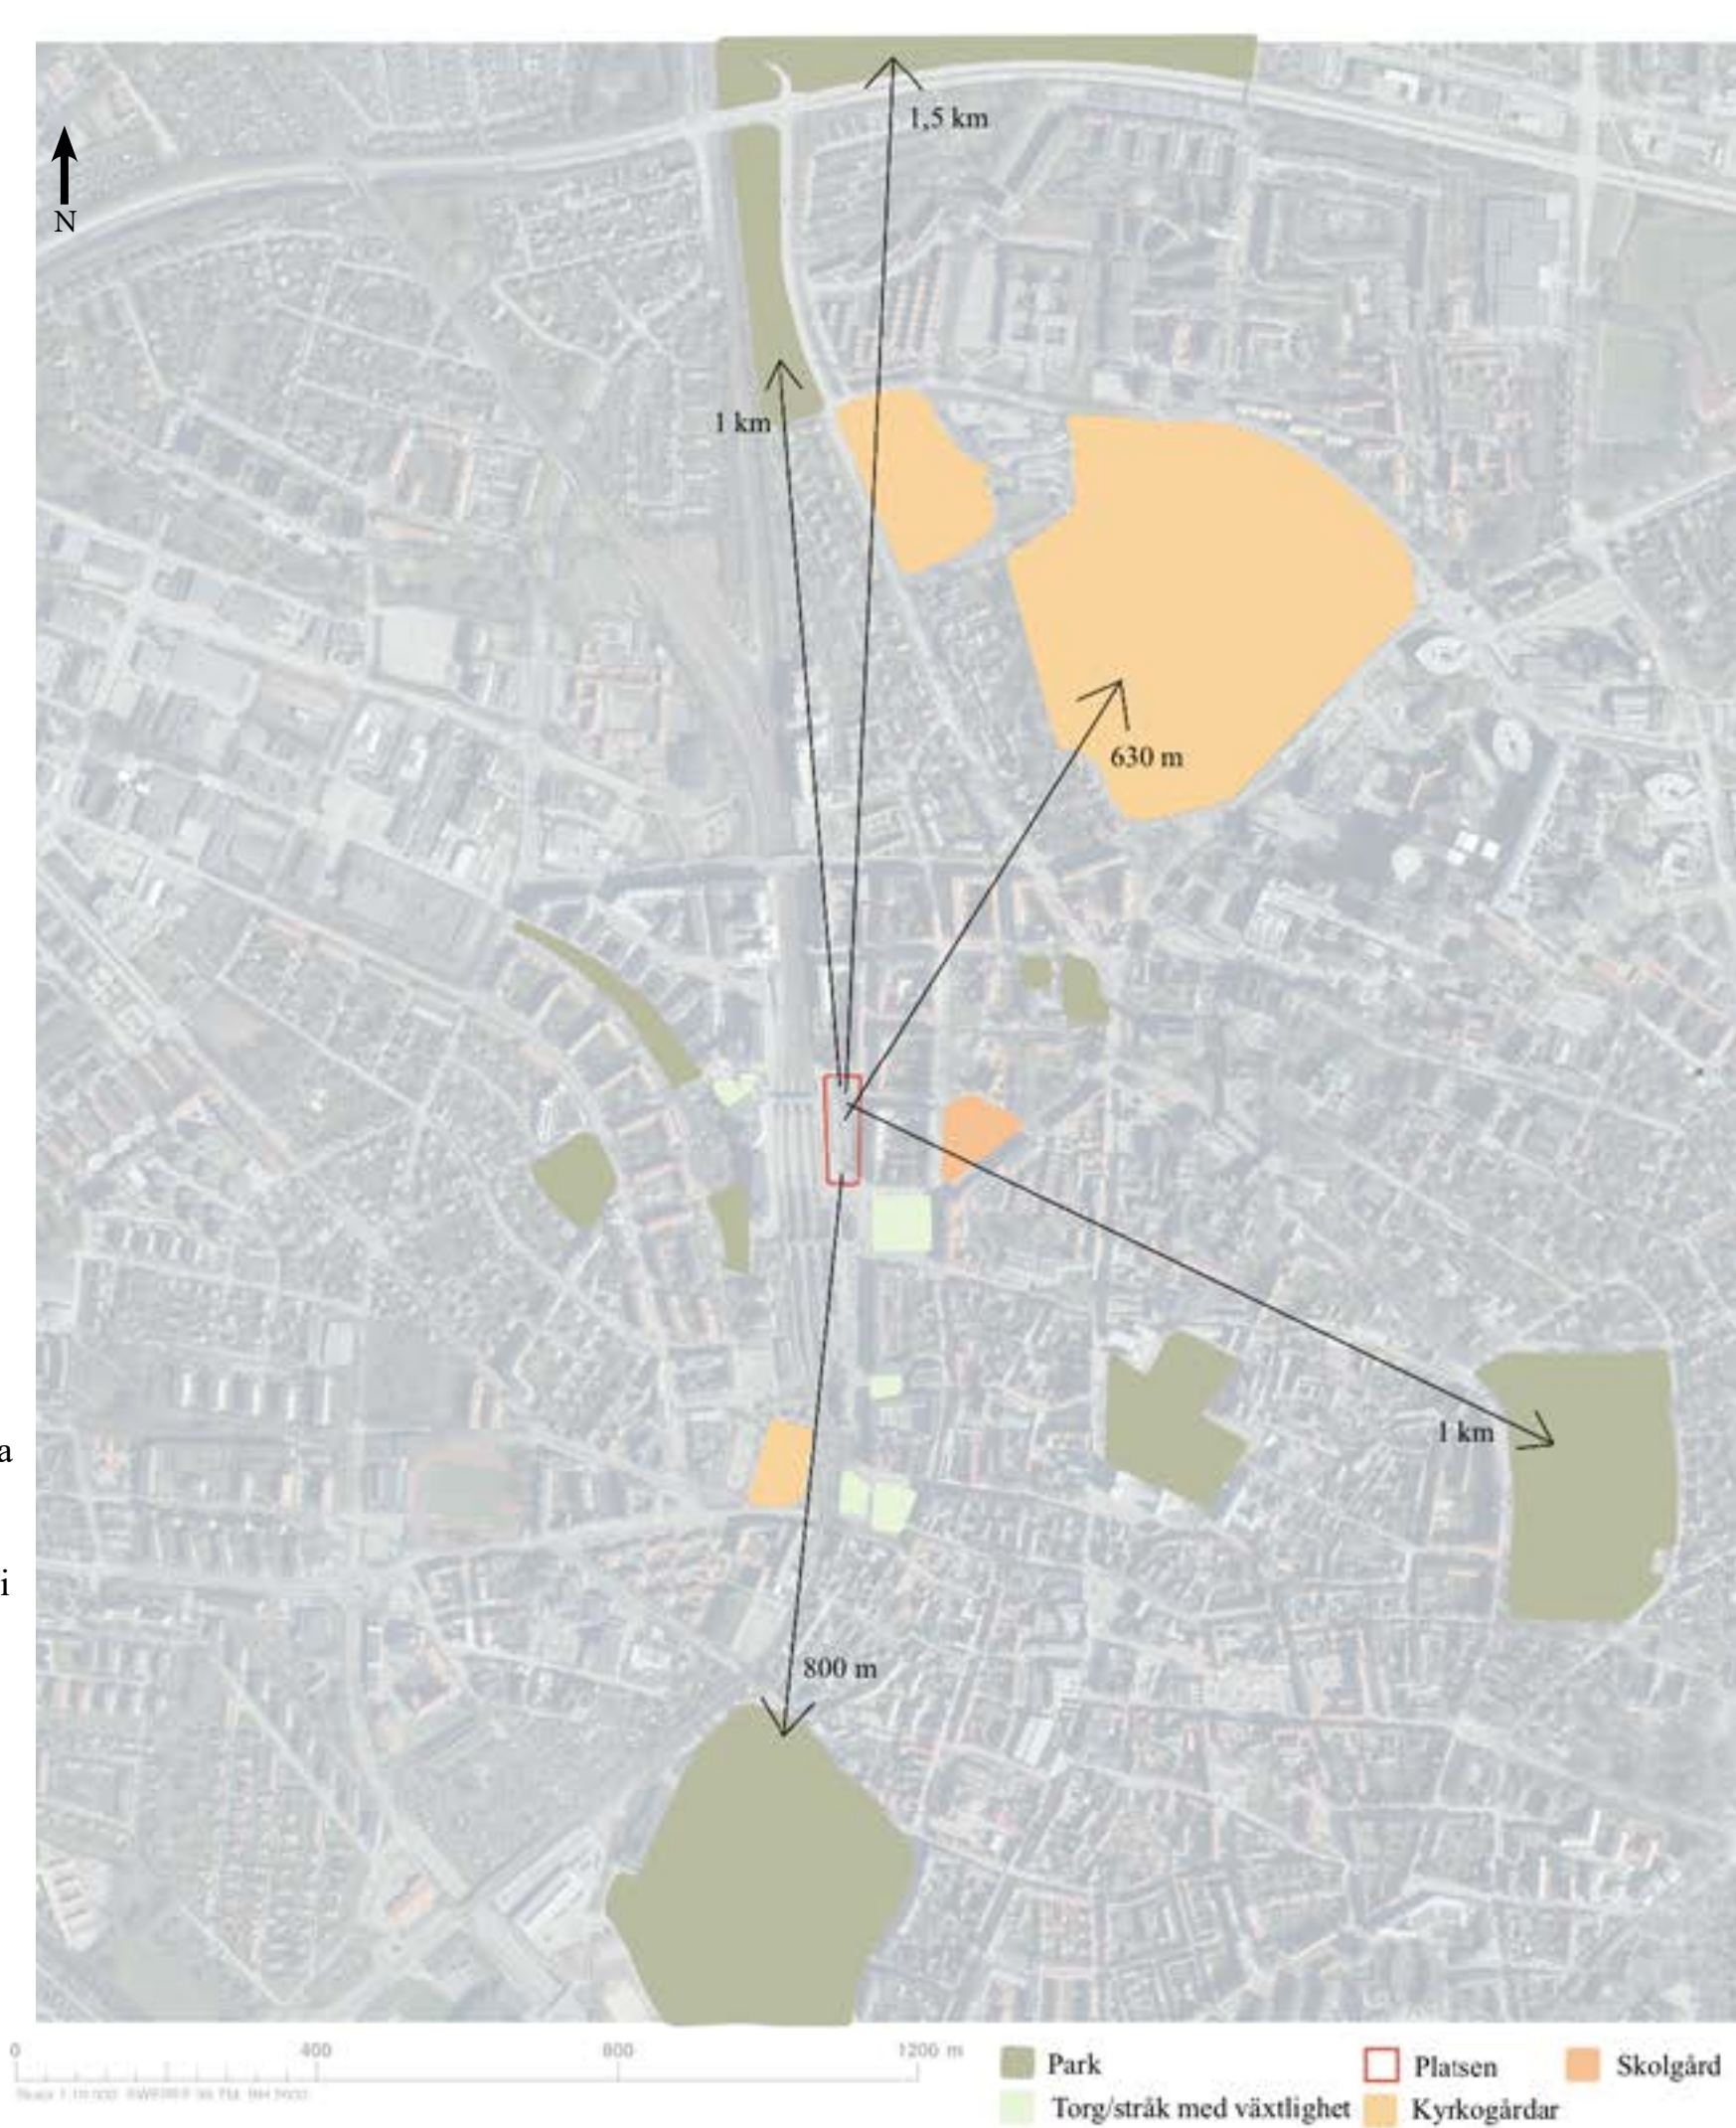 1,5 km
N
1 km
630 m
1 km
a
i
800 m
0 400 800 1200 m
Park
Platsen
Skolgård
Torg/stråk med växtlighet
Kyrkogårdar